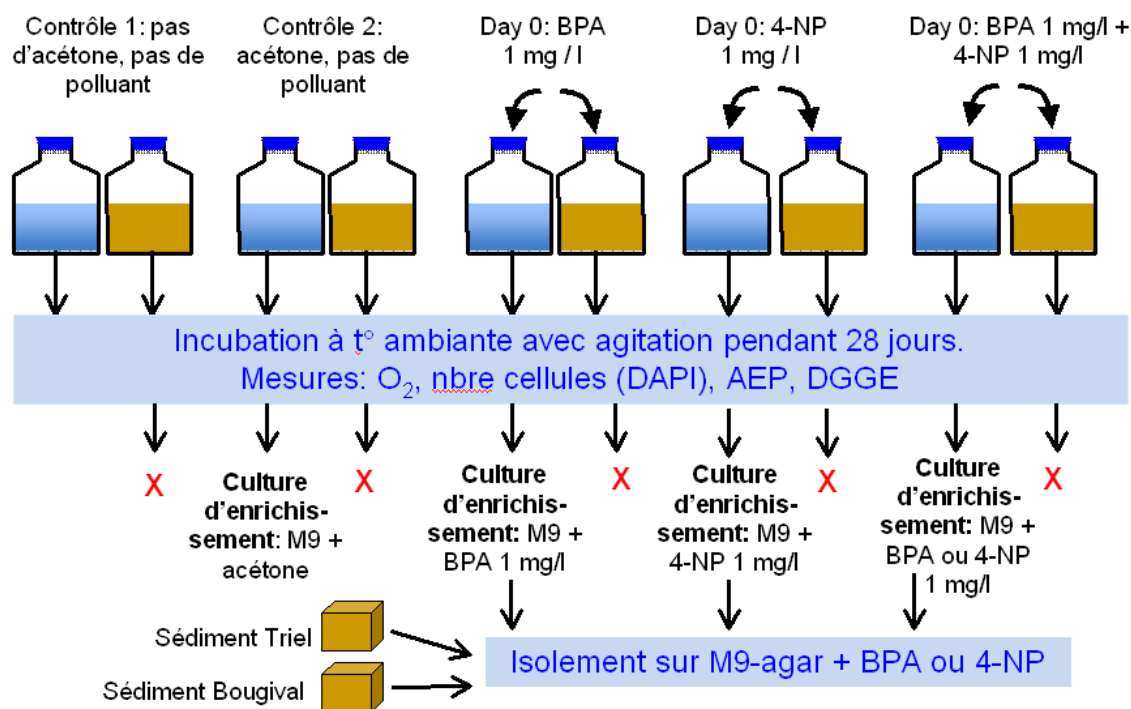 Contrôle 1: pas
d'acétone, pas de
polluant
Contrôle 2:
acétone, pas de
polluant
Day 0: BPA
1 mg / l
Day 0: 4-NP
1 mg / l
Day 0: BPA 1 mg/l +
4-NP 1 mg/l
Incubation à t° ambiante avec agitation pendant 28 jours.
Mesures: O₂, nbre cellules (DAPI), AEP, DGGE
X
Culture
d'enrichis-
sement: M9 +
acétone
X
Culture
d'enrichis-
sement: M9 +
BPA 1 mg/l
X
Culture
d'enrichis-
sement: M9 +
4-NP 1 mg/l
X
Culture
d'enrichis-
sement: M9 +
BPA ou 4-NP
1 mg/l
X
Sédiment Triel
Sédiment Bougival
Isolement sur M9-agar + BPA ou 4-NP